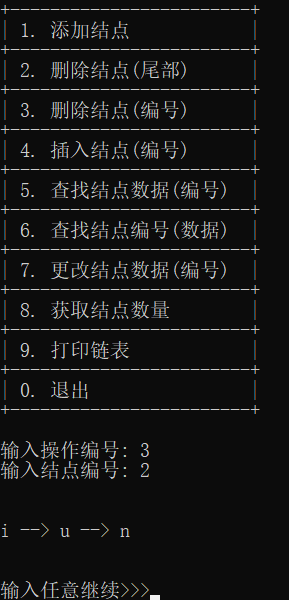 +------------------------+
| 1. 添加结点            |
+------------------------+
| 2. 删除结点(尾部)      |
+------------------------+
| 3. 删除结点(编号)      |
+------------------------+
| 4. 插入结点(编号)      |
+------------------------+
| 5. 查找结点数据(编号)  |
+------------------------+
| 6. 查找结点编号(数据)  |
+------------------------+
| 7. 更改结点数据(编号)  |
+------------------------+
| 8. 获取结点数量        |
+------------------------+
| 9. 打印链表            |
+------------------------+
| 0. 退出                |
+------------------------+
输入操作编号: 3
输入结点编号: 2
i --> u --> n
输入任意继续>>>